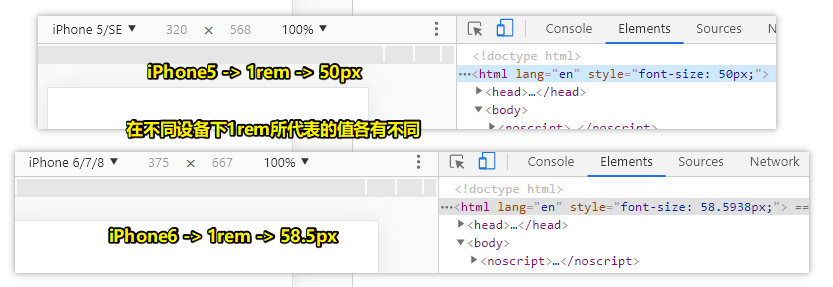 iPhone 5/SE ▼ 320 × 568 100% ▼ Console Elements Sources Network
<!doctype html>
iPhone5 -> 1rem -> 50px
···<html lang="en" style="font-size: 50px;">
▶<head>…</head>
▼<body>
在不同设备下1rem所代表的值各有不同
▶<noscript>…</noscript>
iPhone 6/7/8 ▼ 375 × 667 100% ▼ Console Elements Sources Network
<!doctype html>
···<html lang="en" style="font-size: 58.5938px;"> ==
▶<head>…</head>
iPhone6 -> 1rem -> 58.5px
▼<body>
▶<noscript>…</noscript>